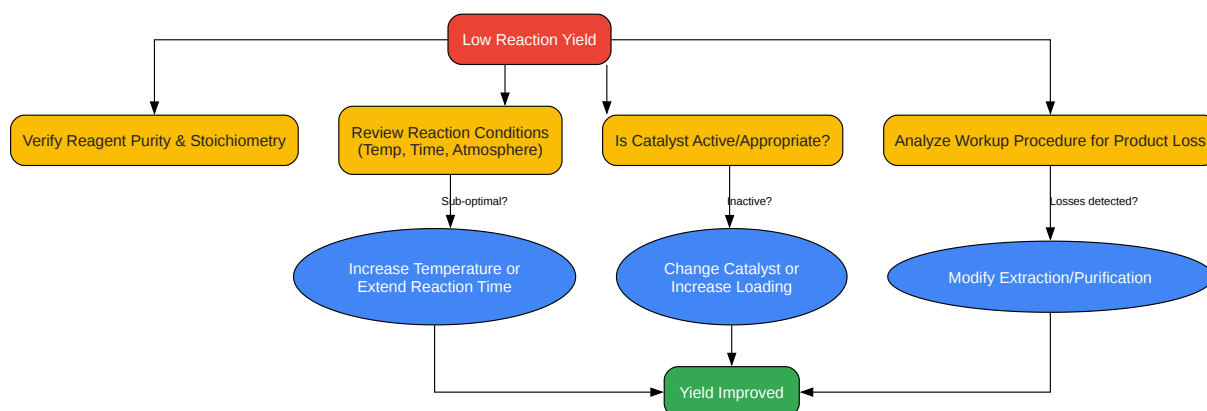 Low Reaction Yield
Verify Reagent Purity & Stoichiometry
Review Reaction Conditions
(Temp, Time, Atmosphere)
Is Catalyst Active/Appropriate?
Analyze Workup Procedure for Product Loss
Sub-optimal?
Inactive?
Losses detected?
Increase Temperature or
Extend Reaction Time
Change Catalyst or
Increase Loading
Modify Extraction/Purification
Yield Improved